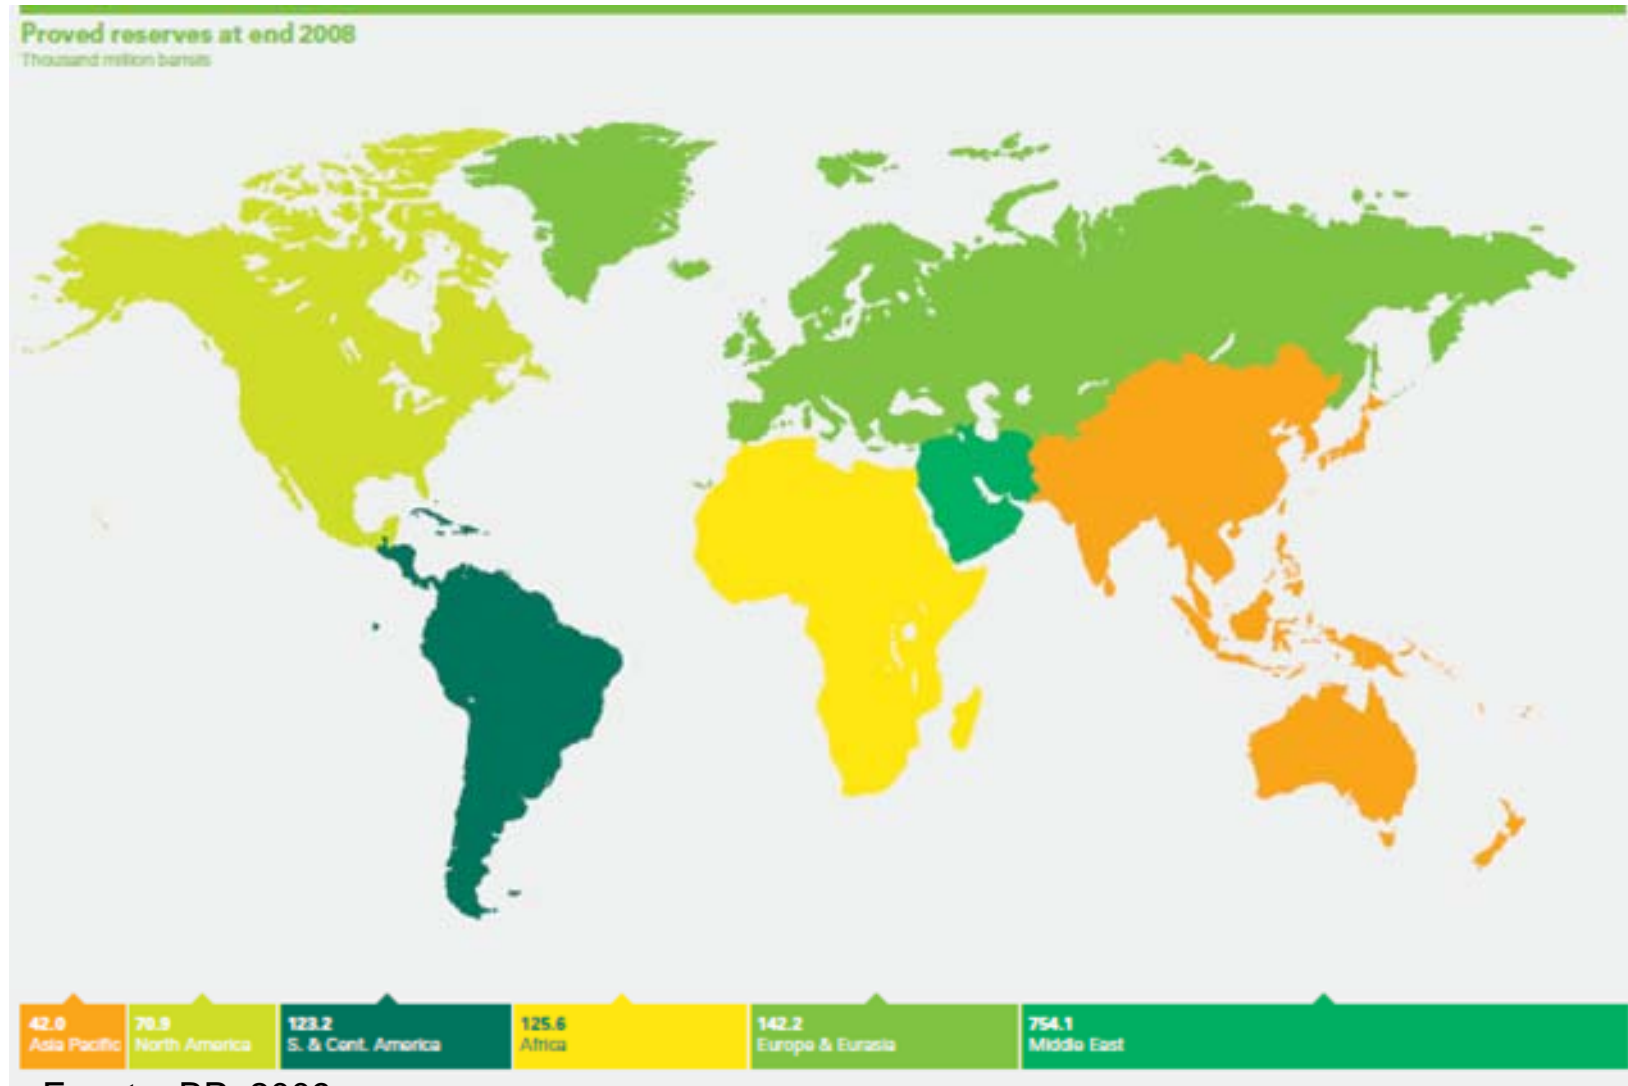 Proved reserves at end 2008
Thousand million barrels
42.0
Asia Pacific
70.9
North America
123.2
S. & Cent. America
125.6
Africa
142.2
Europe & Eurasia
754.1
Middle East